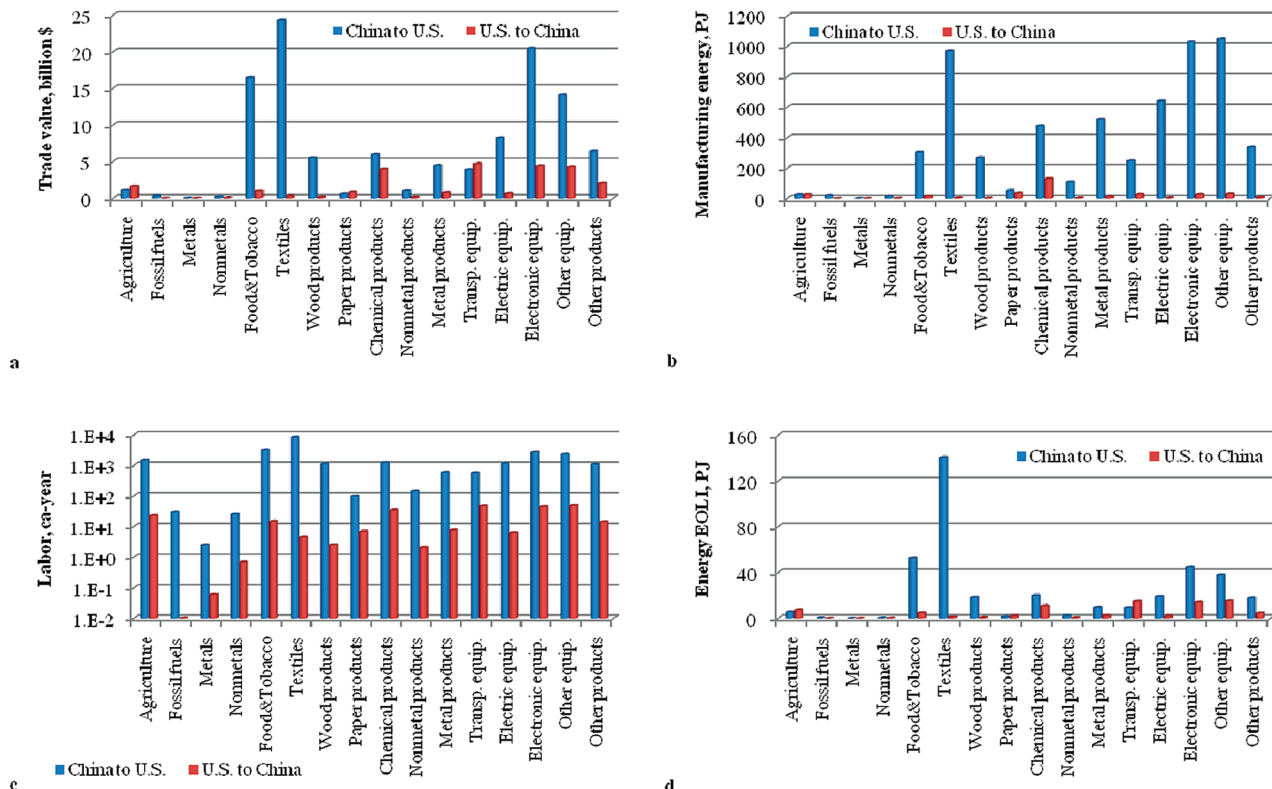 China to U.S. U.S. to China
Trade value, billion $
25
20
15
10
5
0
Agriculture
Fossil fuels
Metals
Nonmetals
Food&Tobacco
Textiles
Wood products
Paper products
Chemical products
Nonmetal products
Metal products
Transp. equip.
Electric equip.
Electronic equip.
Other equip.
Other products
a
China to U.S. U.S. to China
Manufacturing energy, PJ
1200
1000
800
600
400
200
0
Agriculture
Fossil fuels
Metals
Nonmetals
Food&Tobacco
Textiles
Wood products
Paper products
Chemical products
Nonmetal products
Metal products
Transp. equip.
Electric equip.
Electronic equip.
Other equip.
Other products
b
Labor, ca-year
1.E+4
1.E+3
1.E+2
1.E+1
1.E+0
1.E-1
1.E-2
Agriculture
Fossil fuels
Metals
Nonmetals
Food&Tobacco
Textiles
Wood products
Paper products
Chemical products
Nonmetal products
Metal products
Transp. equip.
Electric equip.
Electronic equip.
Other equip.
Other products
China to U.S. U.S. to China
c
China to U.S. U.S. to China
Energy EOLI, PJ
160
120
80
40
0
Agriculture
Fossil fuels
Metals
Nonmetals
Food&Tobacco
Textiles
Wood products
Paper products
Chemical products
Nonmetal products
Metal products
Transp. equip.
Electric equip.
Electronic equip.
Other equip.
Other products
d